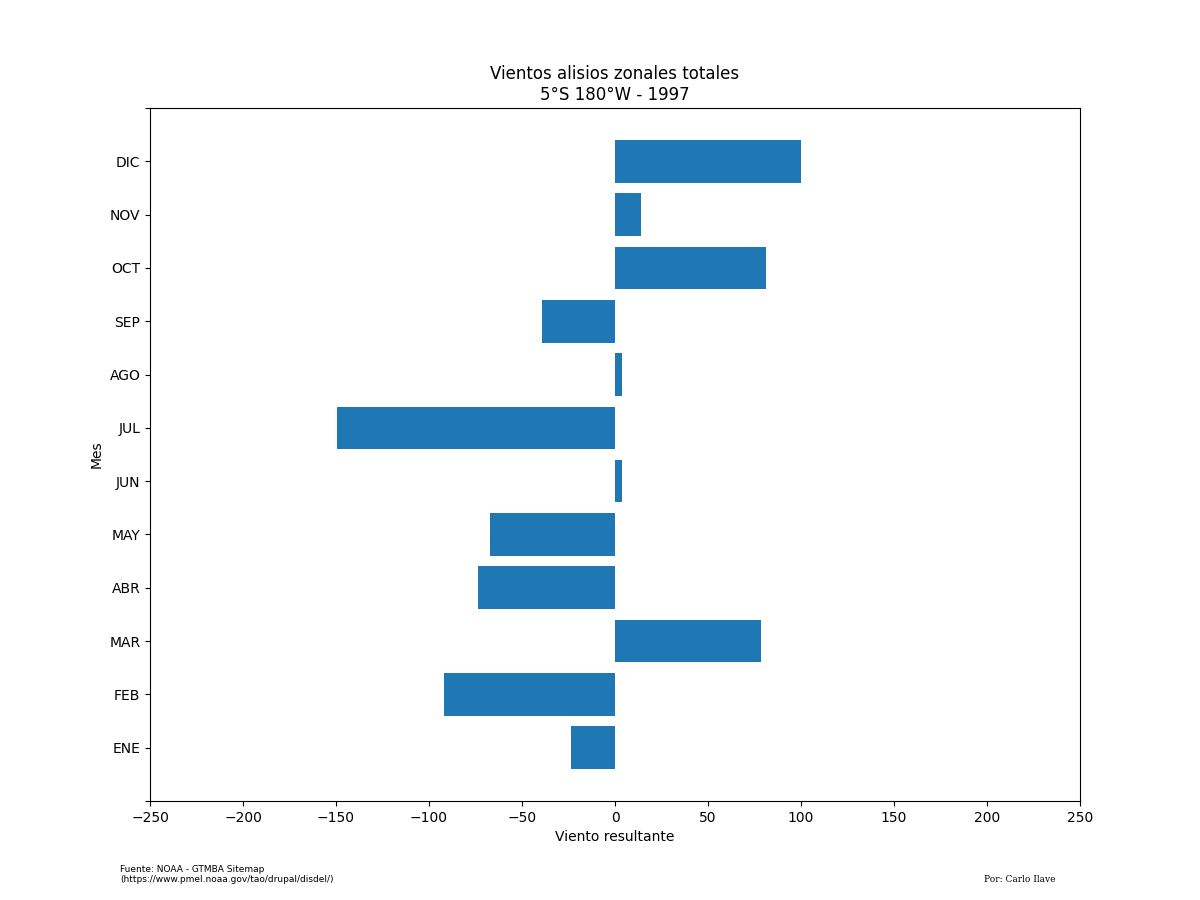 Vientos alisios zonales totales
5°S 180°W - 1997
DIC
NOV
OCT
SEP
AGO
JUL
JUN
MAY
ABR
MAR
FEB
ENE
Mes
−250 −200 −150 −100 −50 0 50 100 150 200 250
Viento resultante
Fuente: NOAA - GTMBA Sitemap
(https://www.pmel.noaa.gov/tao/drupal/disdel/)
Por: Carlo Ilave